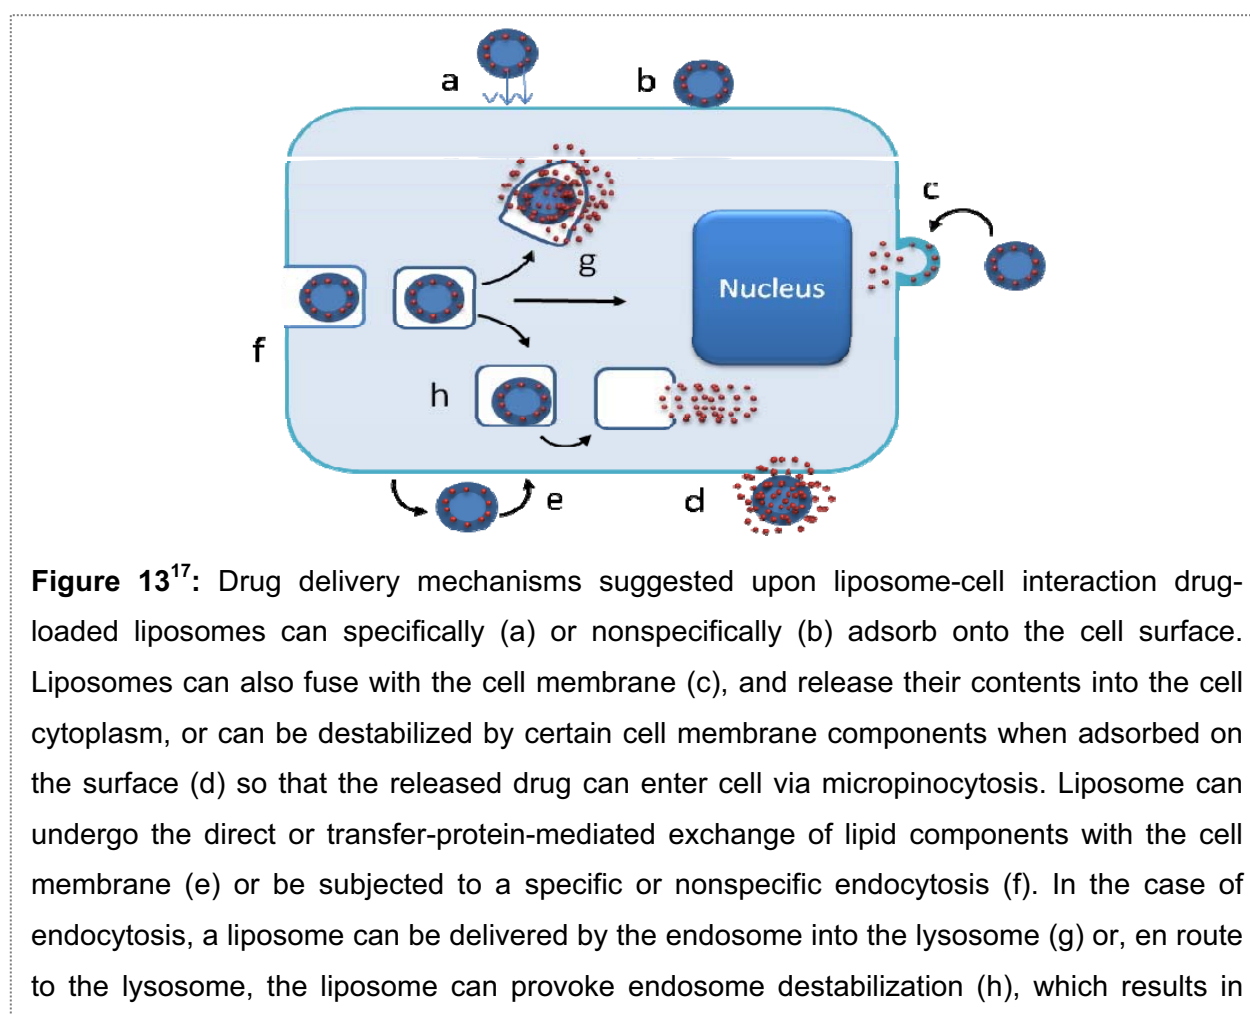 a
b
c
g
Nucleus
f
h
e
d
Figure 13¹⁷: Drug delivery mechanisms suggested upon liposome-cell interaction drug-
loaded liposomes can specifically (a) or nonspecifically (b) adsorb onto the cell surface.
Liposomes can also fuse with the cell membrane (c), and release their contents into the cell
cytoplasm, or can be destabilized by certain cell membrane components when adsorbed on
the surface (d) so that the released drug can enter cell via micropinocytosis. Liposome can
undergo the direct or transfer-protein-mediated exchange of lipid components with the cell
membrane (e) or be subjected to a specific or nonspecific endocytosis (f). In the case of
endocytosis, a liposome can be delivered by the endosome into the lysosome (g) or, en route
to the lysosome, the liposome can provoke endosome destabilization (h), which results in